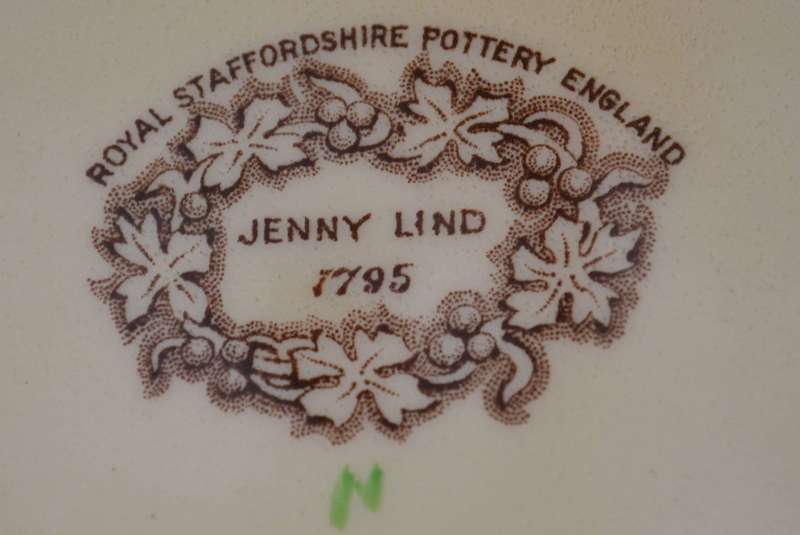 ROYAL STAFFORDSHIRE POTTERY ENGLAND
JENNY LIND
1795
N